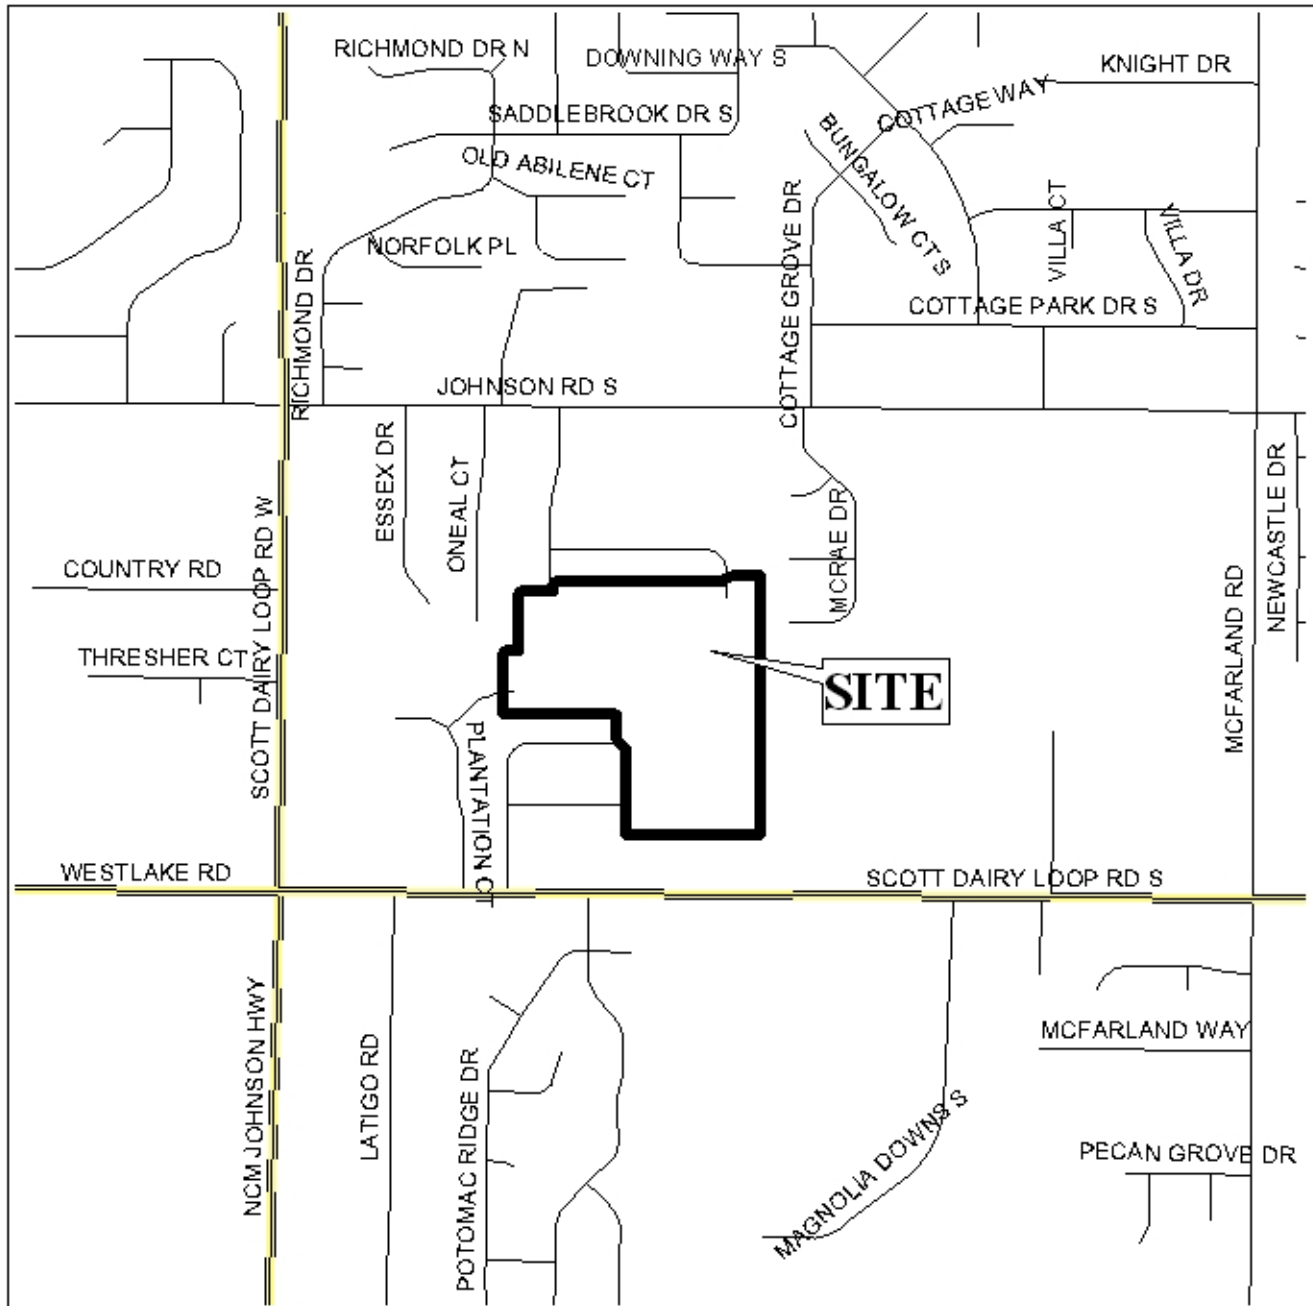 RICHMOND DR N
DOWNING WAY S
KNIGHT DR
SADDLEBROOK DR S
COTTAGE WAY
OLD ABILENE CT
BUNGALOW CT S
NORFOLK PL
RICHMOND DR
COTTAGE GROVE DR
VILLA CT
VILLA DR
COTTAGE PARK DR S
JOHNSON RD S
ESSEX DR
ONEAL CT
MCRAE DR
NEWCASTLE DR
COUNTRY RD
SCOTT DAIRY LOOP RD W
MCFARLAND RD
THRESHER CT
SITE
PLANTATION CT
WESTLAKE RD
SCOTT DAIRY LOOP RD S
NCM JOHNSON HWY
LATIGO RD
POTOMAC RIDGE DR
MCFARLAND WAY
MAGNOLIA DOWNS S
PECAN GROVE DR